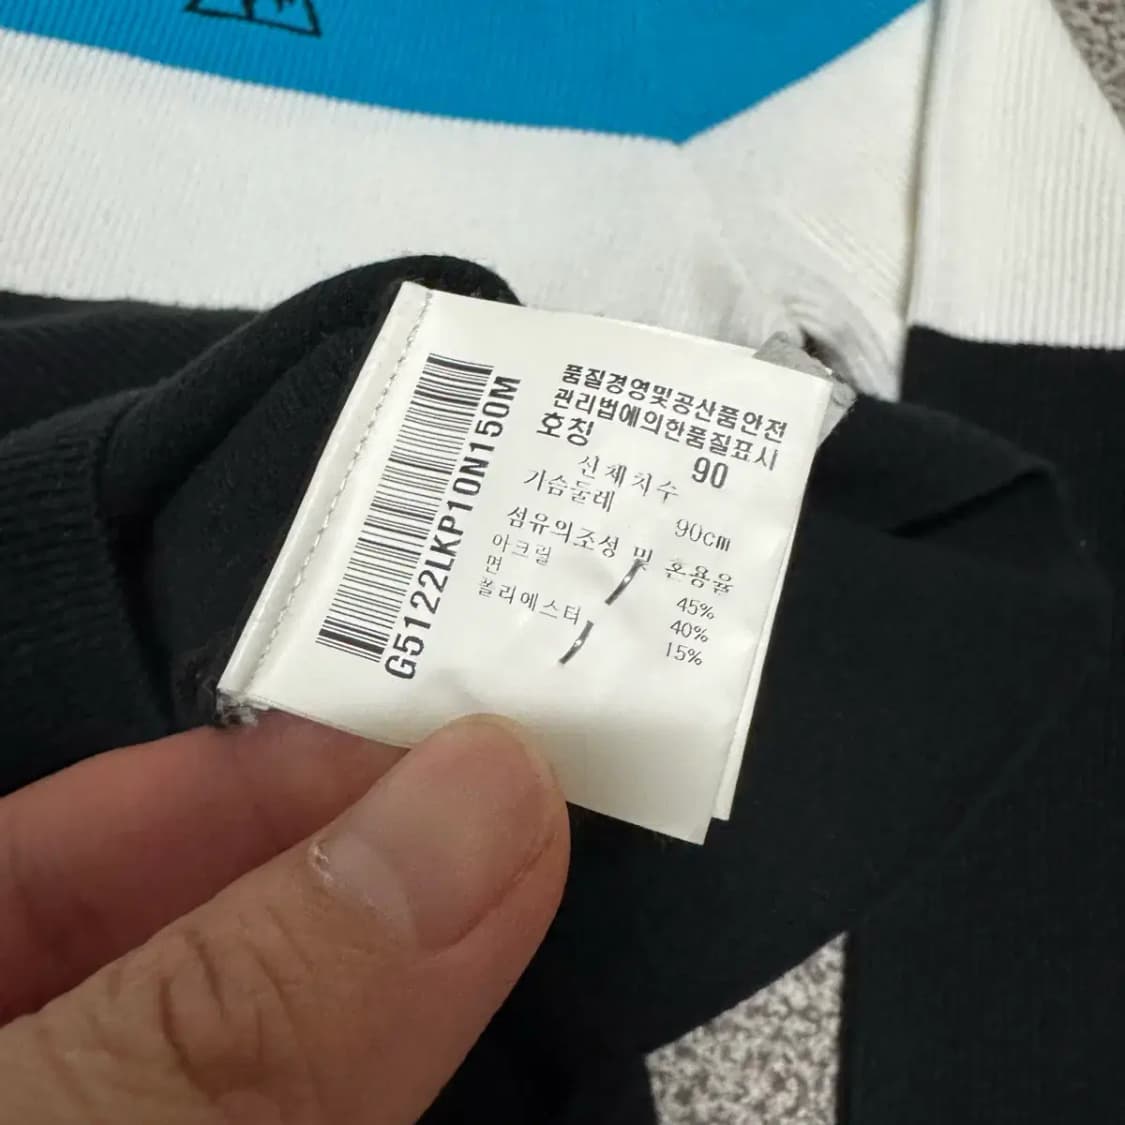 G5122LKP10N150M
품질경영및공산품안전
관리법에의한품질표시
호칭 90
신체치수
가슴둘레 90cm
섬유의조성 및 혼용율
아크릴 45%
면 40%
폴리에스터 15%